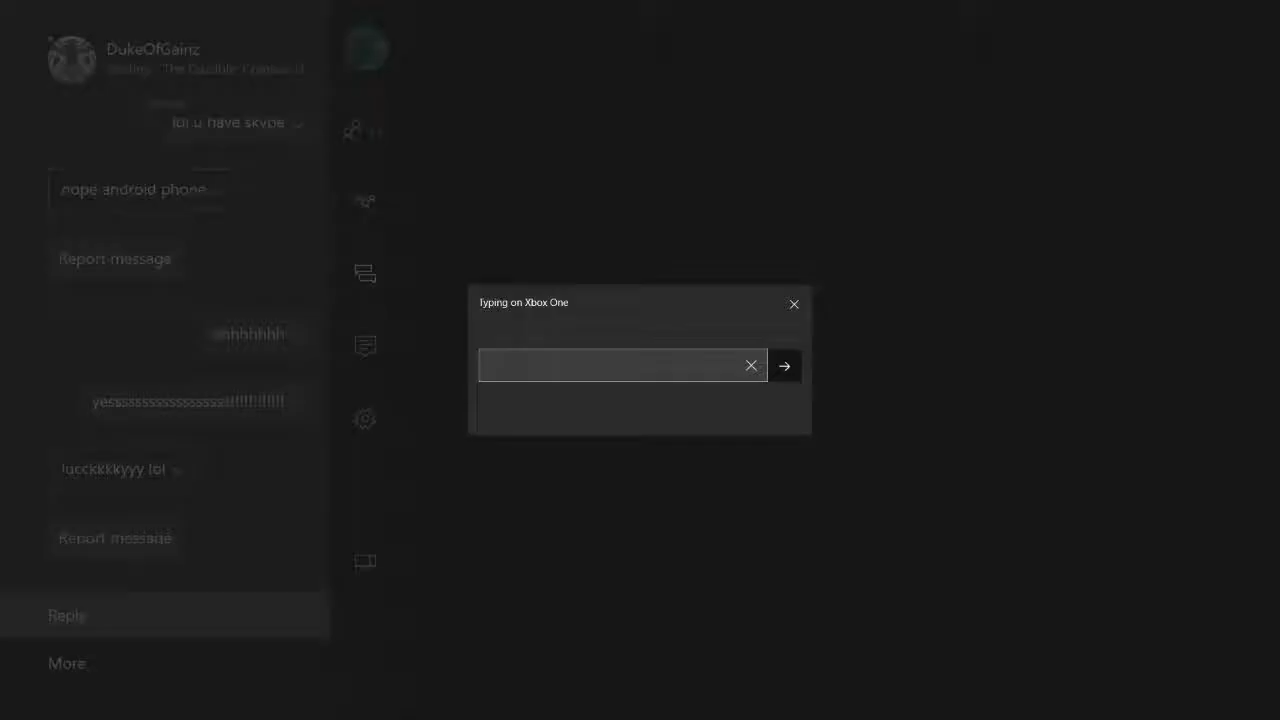 DukeOfGainz
lol u have skype
nope android phone
Report message
yesssssssssssssssss!!!!!!!!!!!!!
lucckkkkyyy lol
Report message
Reply
More
Typing on Xbox One